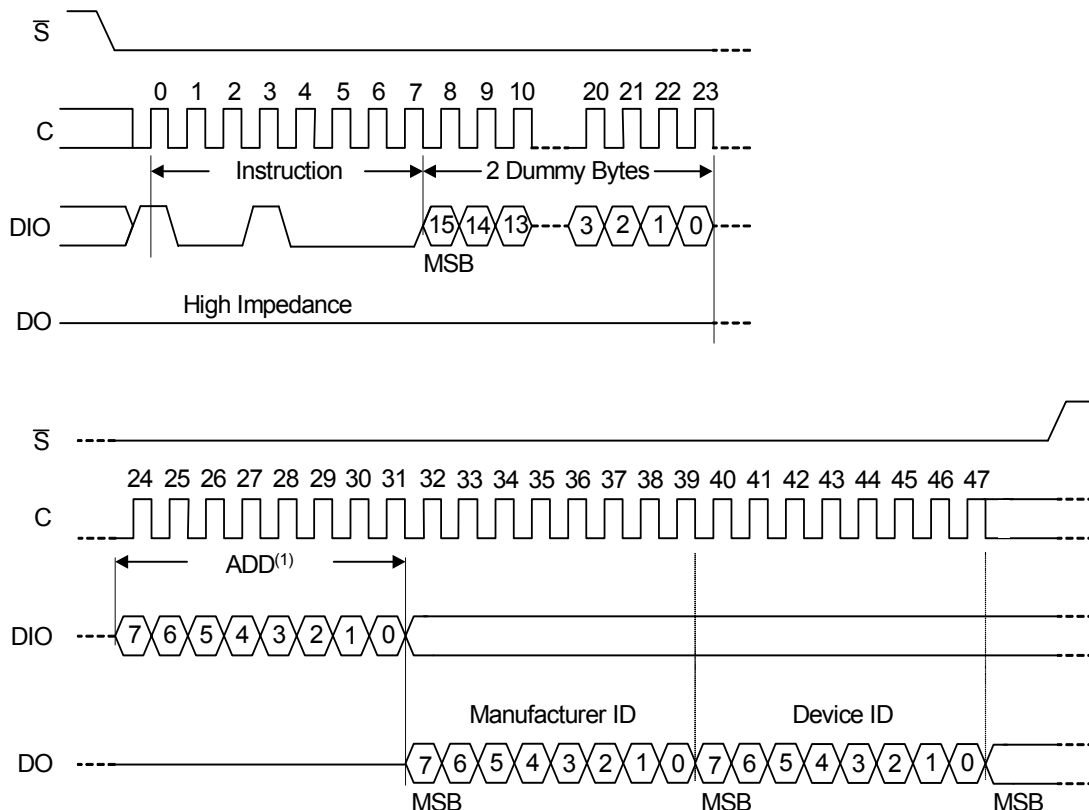 S̅
0 1 2 3 4 5 6 7 8 9 10 20 21 22 23
C
Instruction 2 Dummy Bytes
DIO 15 14 13 3 2 1 0
MSB
High Impedance
DO
S̅
24 25 26 27 28 29 30 31 32 33 34 35 36 37 38 39 40 41 42 43 44 45 46 47
C
ADD(1)
DIO 7 6 5 4 3 2 1 0
Manufacturer ID Device ID
DO 7 6 5 4 3 2 1 0 7 6 5 4 3 2 1 0
MSB MSB MSB